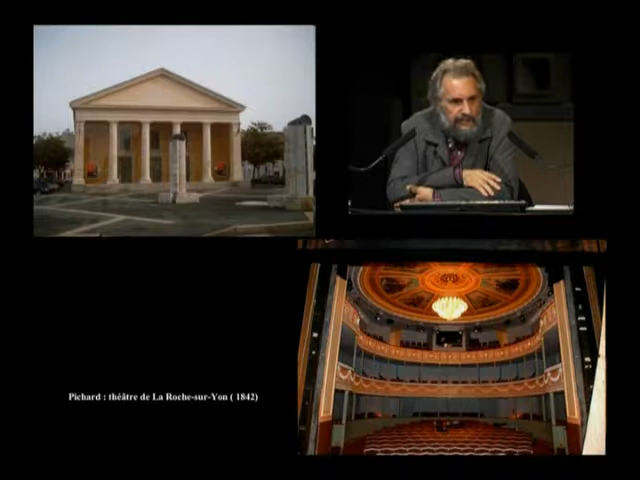 Pichard : théâtre de La Roche-sur-Yon ( 1842)